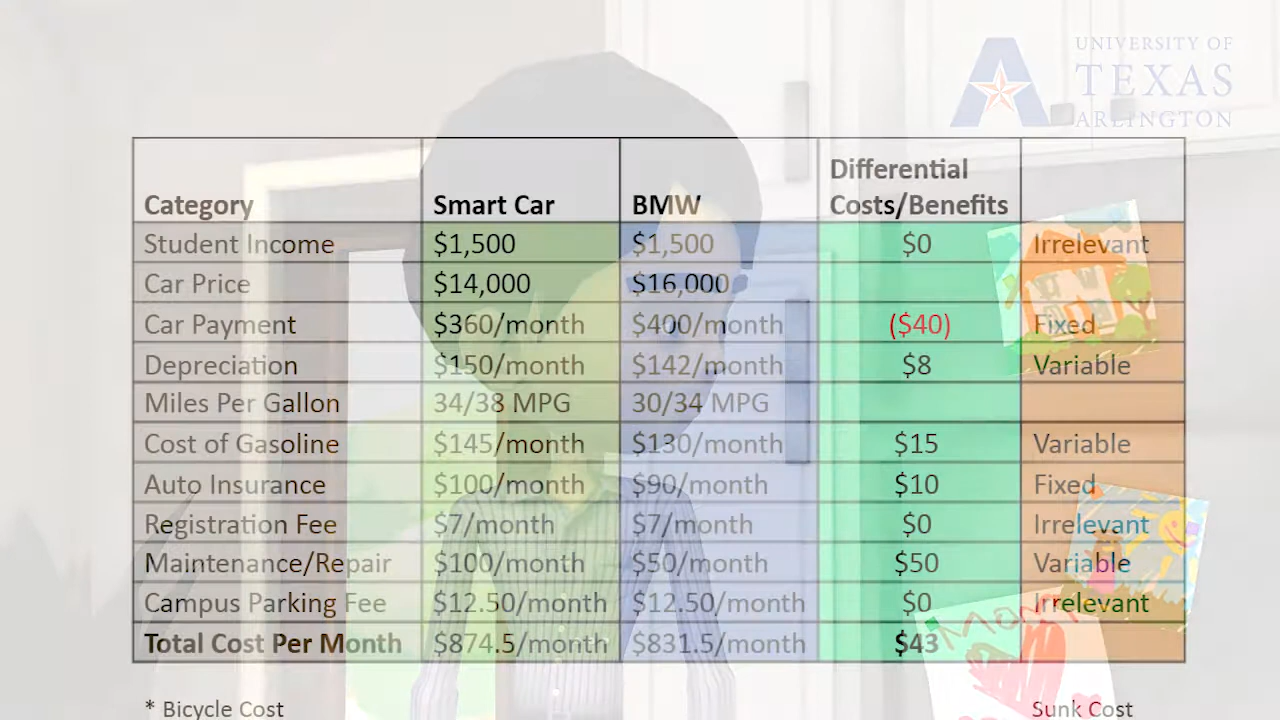 UNIVERSITY OF
TEXAS
ARLINGTON
Category Smart Car BMW Differential Costs/Benefits
Student Income $1,500 $1,500 $0 Irrelevant
Car Price $14,000 $16,000
Car Payment $360/month $400/month ($40) Fixed
Depreciation $150/month $142/month $8 Variable
Miles Per Gallon 34/38 MPG 30/34 MPG
Cost of Gasoline $145/month $130/month $15 Variable
Auto Insurance $100/month $90/month $10 Fixed
Registration Fee $7/month $7/month $0 Irrelevant
Maintenance/Repair $100/month $50/month $50 Variable
Campus Parking Fee $12.50/month $12.50/month $0 Irrelevant
Total Cost Per Month $874.5/month $831.5/month $43
* Bicycle Cost Sunk Cost